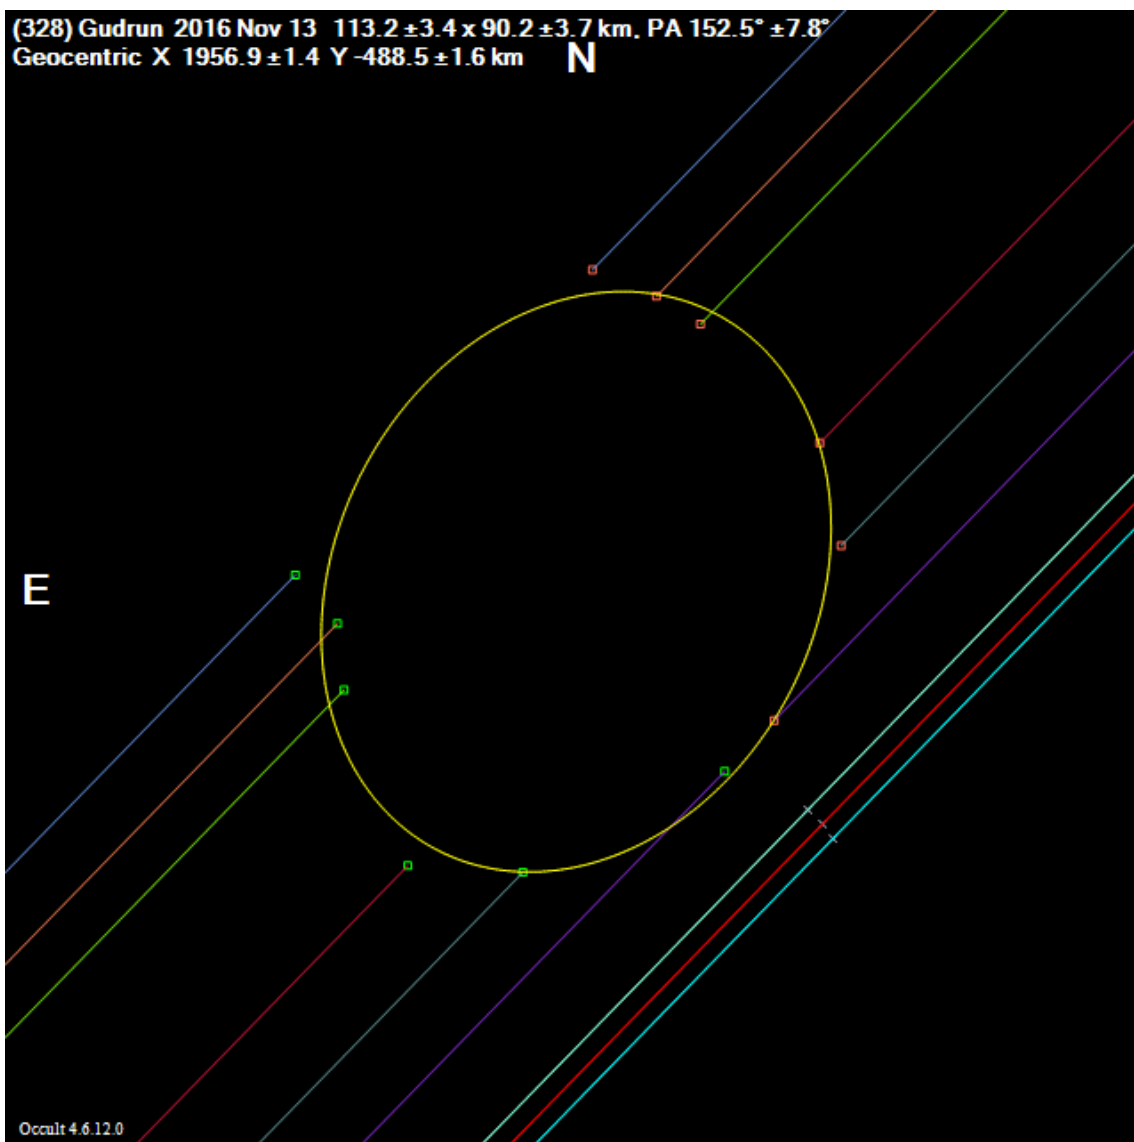 (328) Gudrun 2016 Nov 13 113.2 ±3.4 x 90.2 ±3.7 km, PA 152.5° ±7.8°
Geocentric X 1956.9 ±1.4 Y -488.5 ±1.6 km
N
E
Occult 4.6.12.0